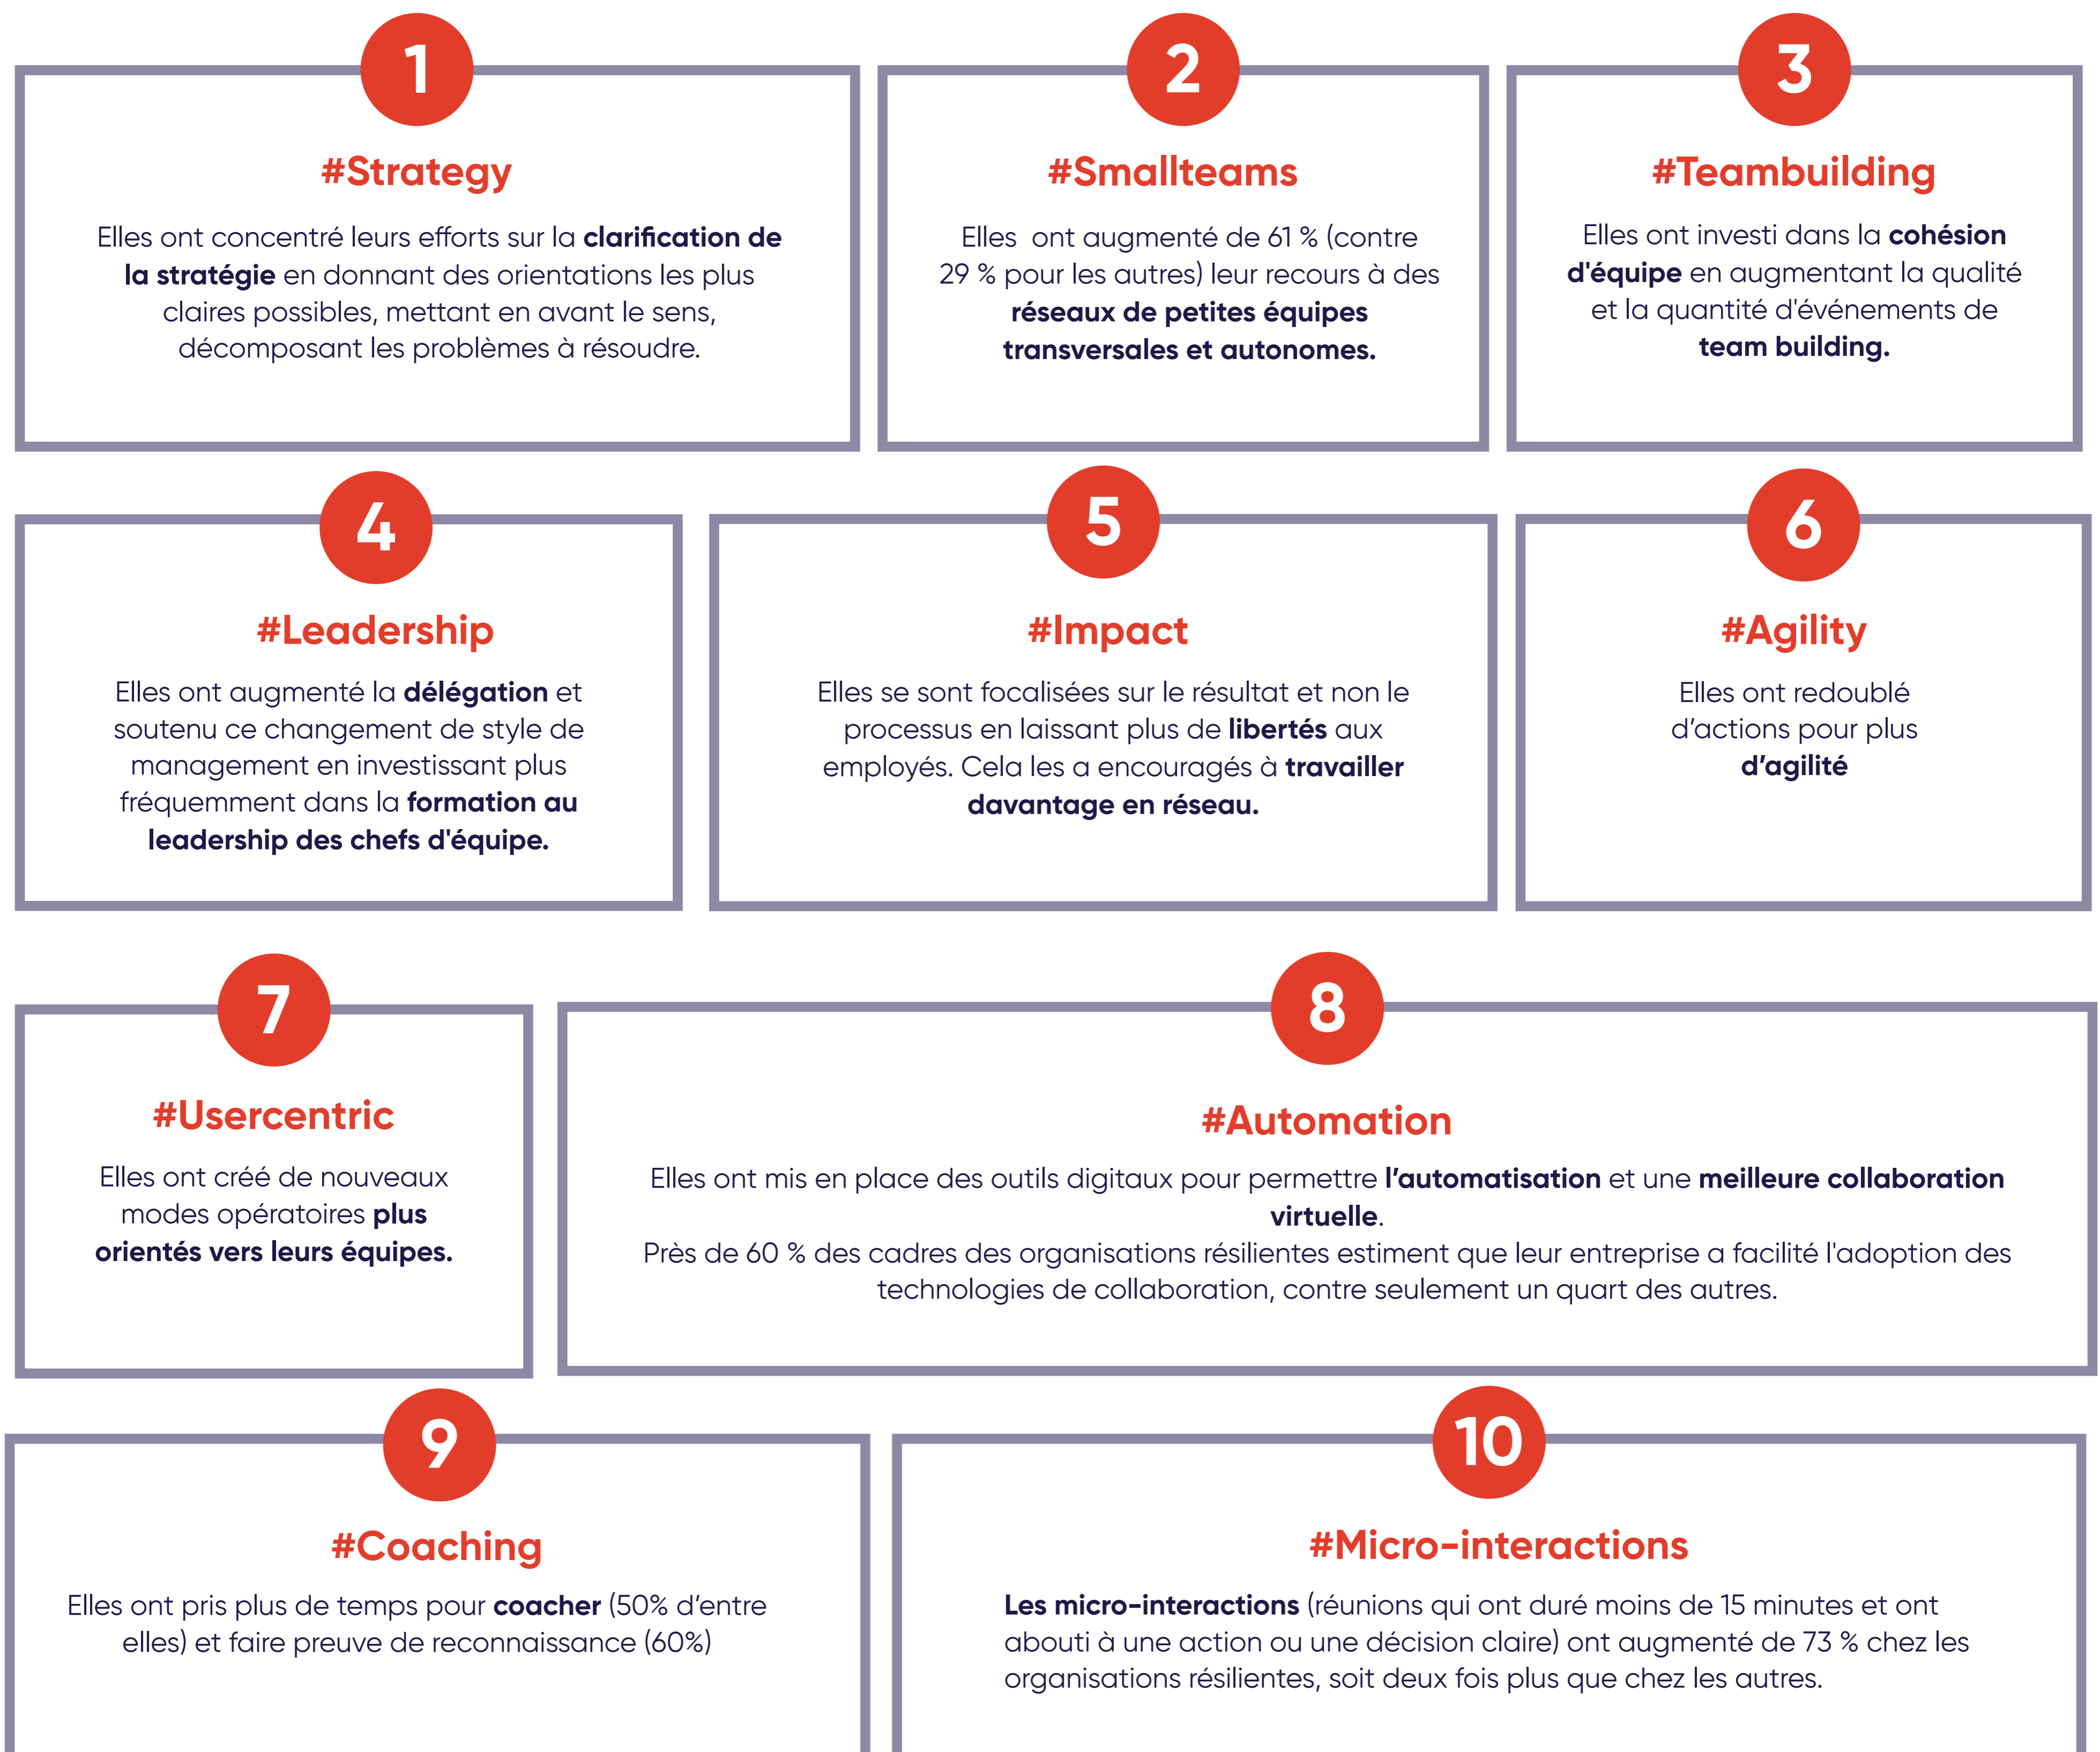 1
#Strategy
Elles ont concentré leurs efforts sur la clarification de
la stratégie en donnant des orientations les plus
claires possibles, mettant en avant le sens,
décomposant les problèmes à résoudre.
2
#Smallteams
Elles ont augmenté de 61 % (contre
29 % pour les autres) leur recours à des
réseaux de petites équipes
transversales et autonomes.
3
#Teambuilding
Elles ont investi dans la cohésion
d'équipe en augmentant la qualité
et la quantité d'événements de
team building.
4
#Leadership
Elles ont augmenté la délégation et
soutenu ce changement de style de
management en investissant plus
fréquemment dans la formation au
leadership des chefs d'équipe.
5
#Impact
Elles se sont focalisées sur le résultat et non le
processus en laissant plus de libertés aux
employés. Cela les a encouragés à travailler
davantage en réseau.
6
#Agility
Elles ont redoublé
d’actions pour plus
d’agilité
7
#Usercentric
Elles ont créé de nouveaux
modes opératoires plus
orientés vers leurs équipes.
8
#Automation
Elles ont mis en place des outils digitaux pour permettre l’automatisation et une meilleure collaboration
virtuelle.
Près de 60 % des cadres des organisations résilientes estiment que leur entreprise a facilité l'adoption des
technologies de collaboration, contre seulement un quart des autres.
9
#Coaching
Elles ont pris plus de temps pour coacher (50% d’entre
elles) et faire preuve de reconnaissance (60%)
10
#Micro-interactions
Les micro-interactions (réunions qui ont duré moins de 15 minutes et ont
abouti à une action ou une décision claire) ont augmenté de 73 % chez les
organisations résilientes, soit deux fois plus que chez les autres.